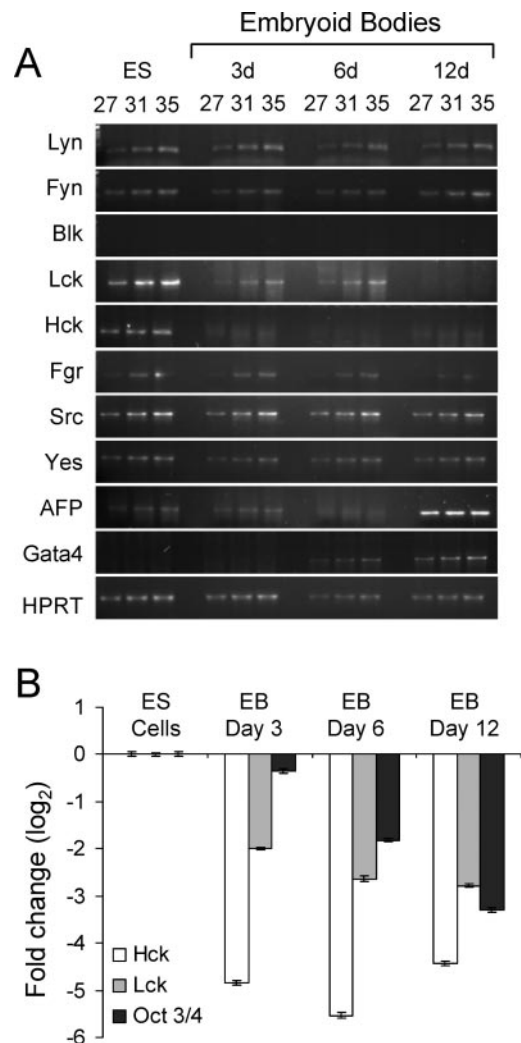 Embryoid Bodies
A
ES 3d 6d 12d
27 31 35 27 31 35 27 31 35 27 31 35
Lyn
Fyn
Blk
Lck
Hck
Fgr
Src
Yes
AFP
Gata4
HPRT
B
ES Cells
EB Day 3
EB Day 6
EB Day 12
Fold change (log₂)
1
0
-1
-2
-3
-4
-5
-6
Hck
Lck
Oct 3/4